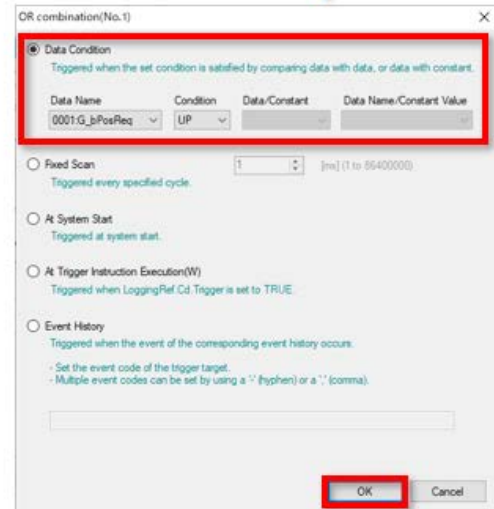 OR combination(No.1)
Data Condition
Triggered when the set condition is satisfied by comparing data with data, or data with constant.
Data Name Condition Data/Constant Data Name/Constant Value
0001:G_bPosReq UP
Fixed Scan 1 [ms] (1 to 86400000)
Triggered every specified cycle.
At System Start
Triggered at system start.
At Trigger Instruction Execution(W)
Triggered when LoggingRef.Cd.Trigger is set to TRUE.
Event History
Triggered when the event of the corresponding event history occurs.
- Set the event code of the trigger target.
- Multiple event codes can be set by using a '-' (hyphen) or a ',' (comma).
OK Cancel